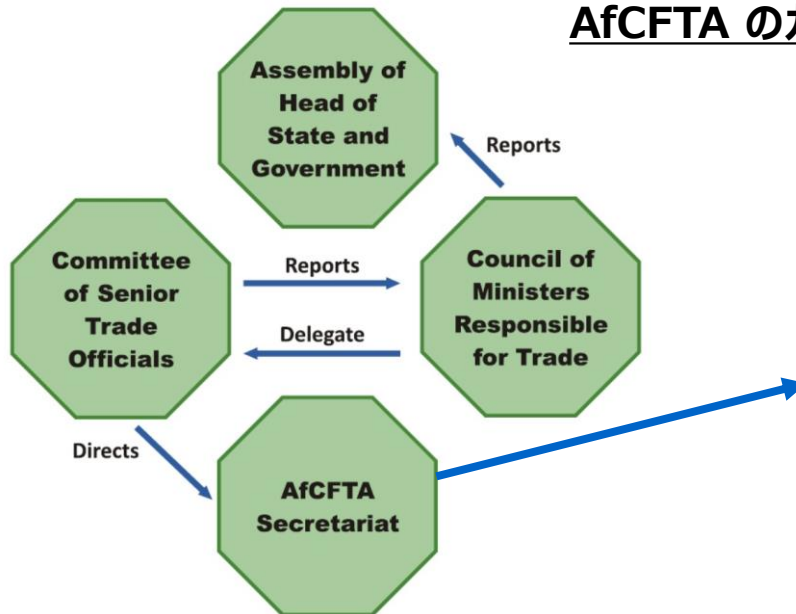 AfCFTA の
Assembly of
Head of
State and
Government
Reports
Committee
of Senior
Trade
Officials
Reports
Delegate
Council of
Ministers
Responsible
for Trade
Directs
AfCFTA
Secretariat